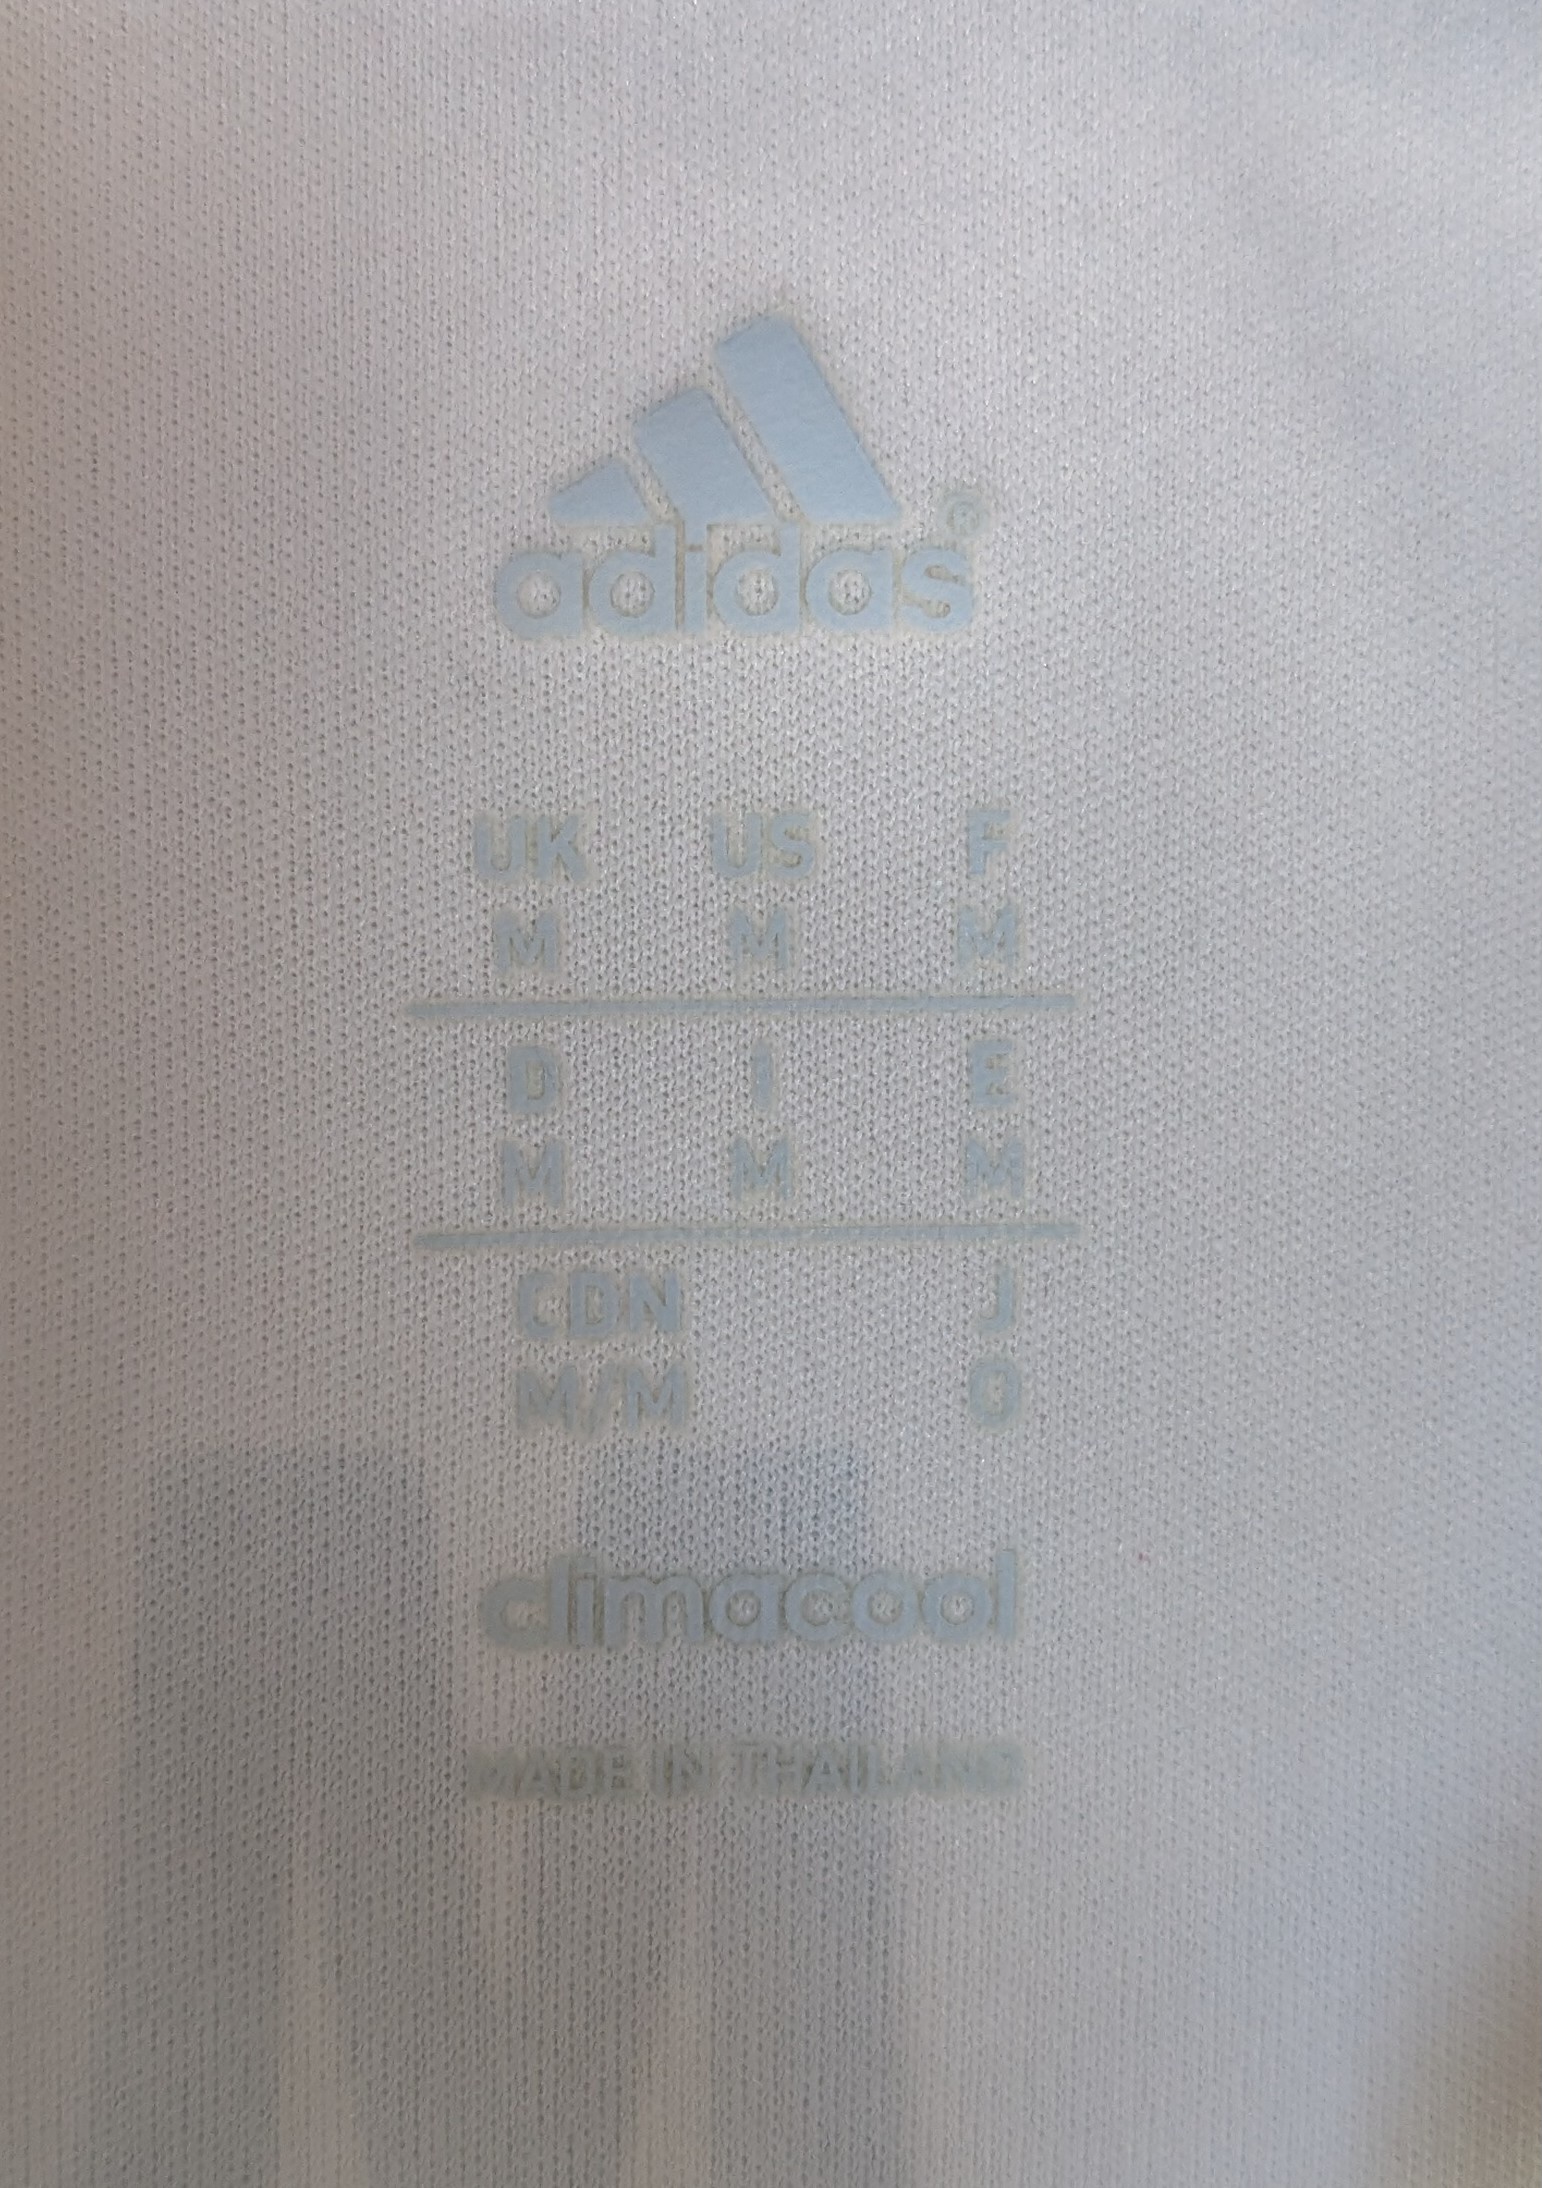 adidas®
UK US F
M M M
D I E
M M M
CDN J
M/M O
climacool
MADE IN THAILAND